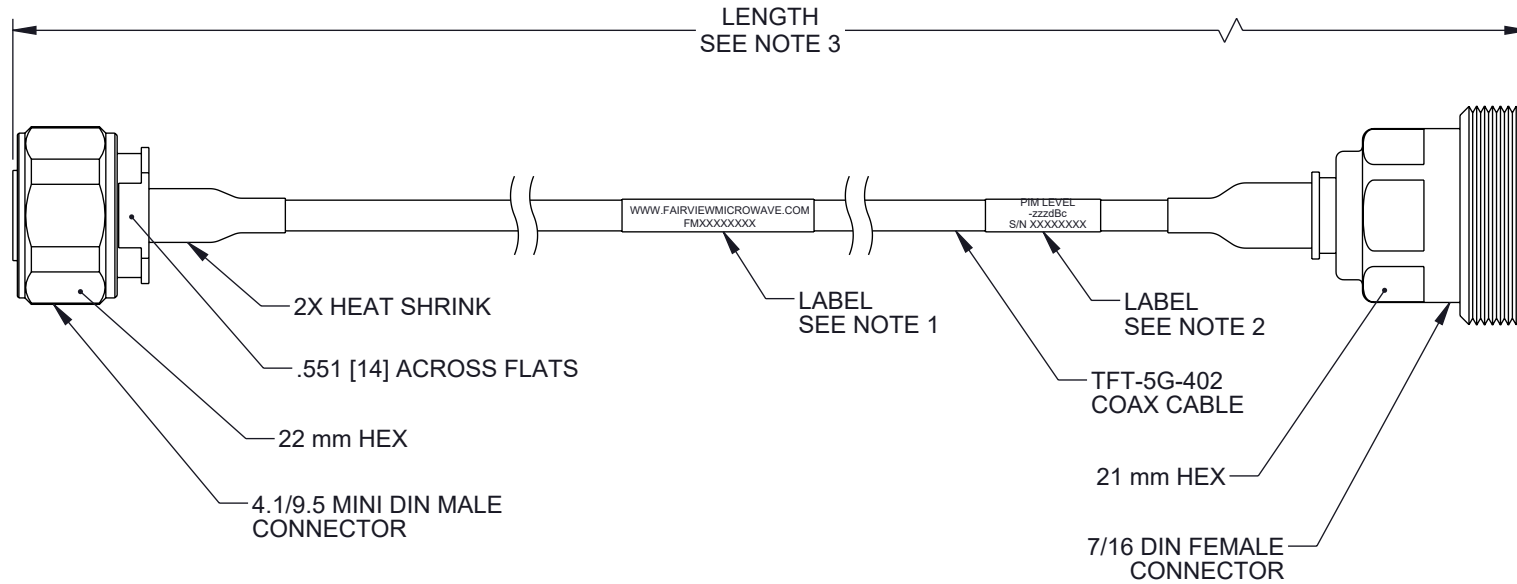 LENGTH
SEE NOTE 3
WWW.FAIRVIEWMICROWAVE.COM
FMXXXXXXXX
PIM LEVEL
-zzzdBc
S/N XXXXXXXX
2X HEAT SHRINK
LABEL
SEE NOTE 1
LABEL
SEE NOTE 2
.551 [14] ACROSS FLATS
TFT-5G-402
COAX CABLE
22 mm HEX
21 mm HEX
4.1/9.5 MINI DIN MALE
CONNECTOR
7/16 DIN FEMALE
CONNECTOR